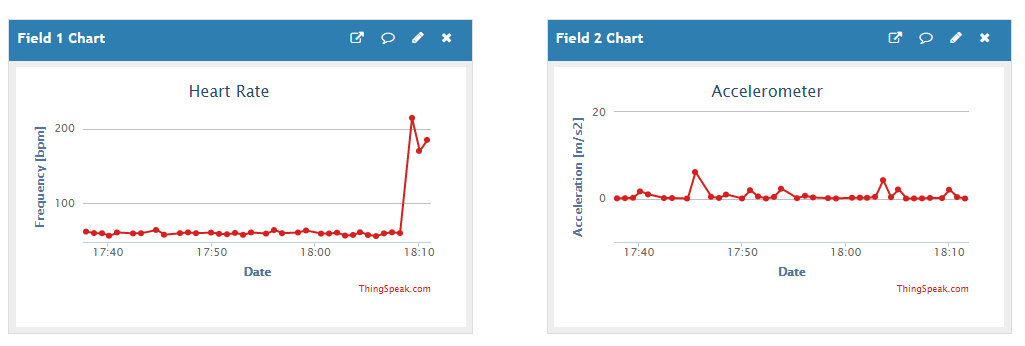 Field 1 Chart
Heart Rate
Frequency [bpm]
200
100
17:40 17:50 18:00 18:10
Date
ThingSpeak.com
Field 2 Chart
Accelerometer
Acceleration [m/s2]
20
0
17:40 17:50 18:00 18:10
Date
ThingSpeak.com